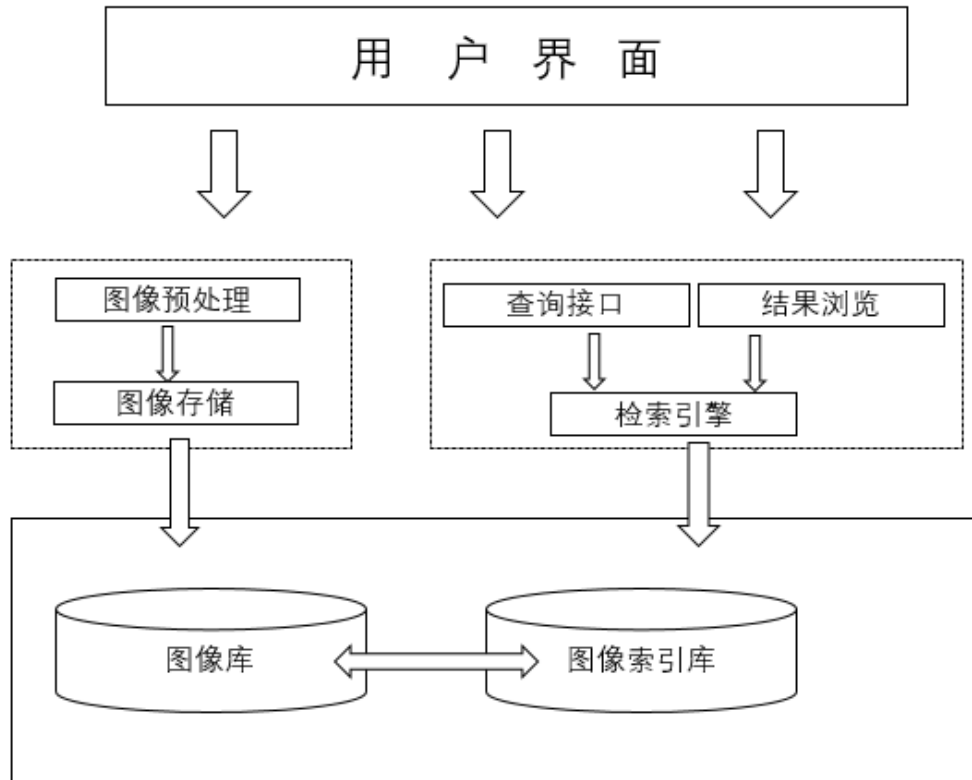 用 户 界 面
图像预处理
查询接口
结果浏览
图像存储
检索引擎
图像库
图像索引库